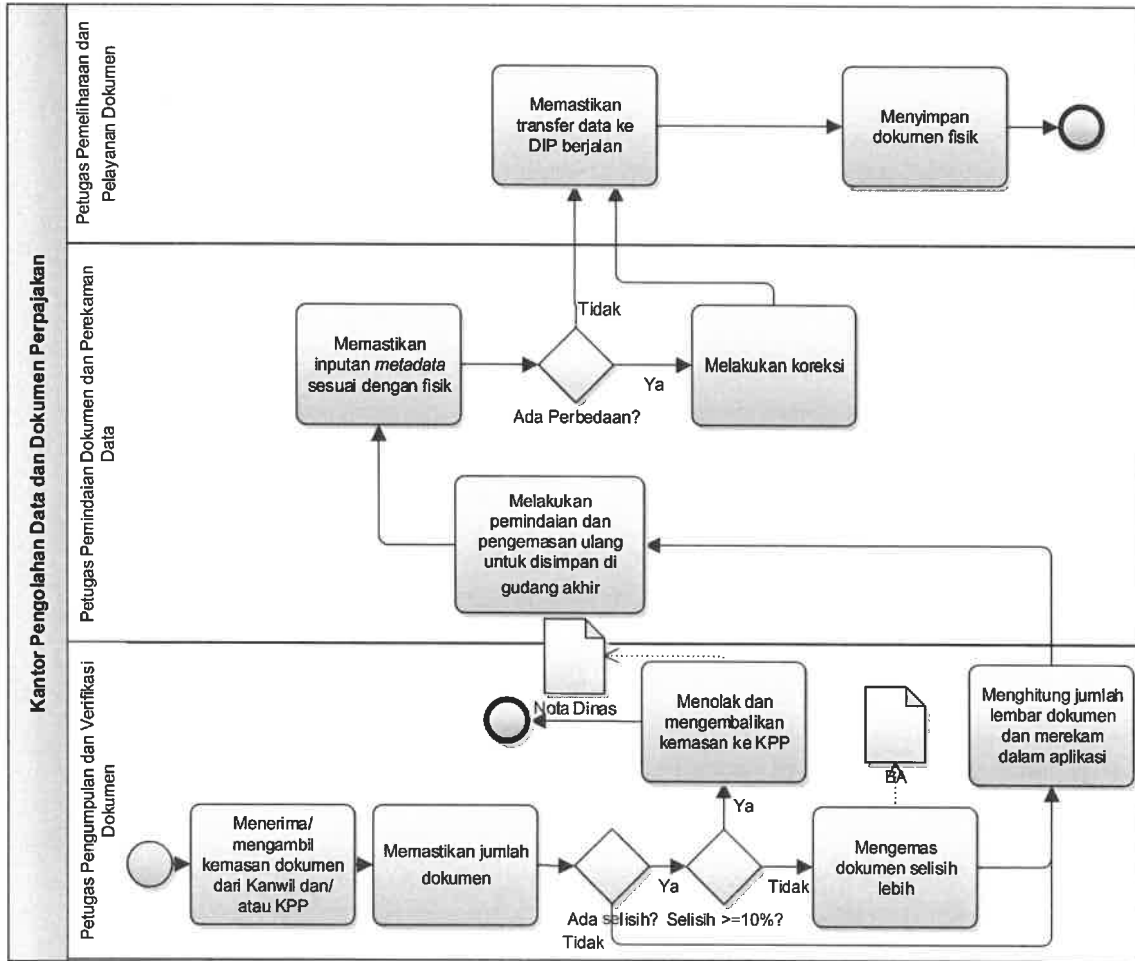 Kantor Pengolahan Data dan Dokumen Perpajakan
Petugas Pemeliharaan dan
Pelayanan Dokumen
Memastikan
transfer data ke
DIP berjalan
Menyimpan
dokumen fisik
Petugas Pemindaian Dokumen dan Perekaman
Data
Memastikan
inputan metadata
sesuai dengan fisik
Tidak
Ya
Ada Perbedaan?
Melakukan koreksi
Melakukan
pemindaian dan
pengemasan ulang
untuk disimpan di
gudang akhir
Petugas Pengumpulan dan Verifikasi
Dokumen
Nota Dinas
Menolak dan
mengembalikan
kemasan ke KPP
BA
Menghitung jumlah
lembar dokumen
dan merekam
dalam aplikasi
Menerima/
mengambil
kemasan dokumen
dari Kanwil dan/
atau KPP
Memastikan jumlah
dokumen
Ada selisih?
Ya
Tidak
Selisih >=10%?
Ya
Tidak
Mengemas
dokumen selisih
lebih